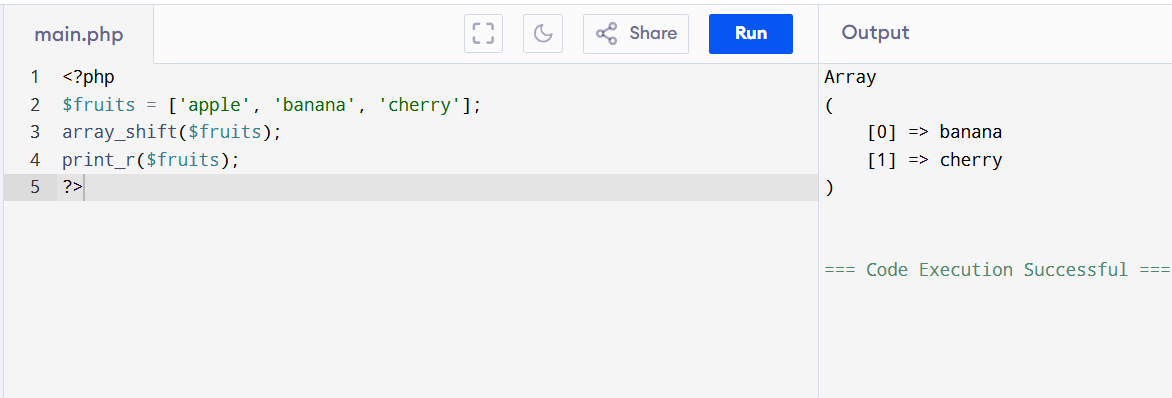 main.php
Share
Run
Output
1 <?php
2 $fruits = ['apple', 'banana', 'cherry'];
3 array_shift($fruits);
4 print_r($fruits);
5 ?>
Array
(
    [0] => banana
    [1] => cherry
)
=== Code Execution Successful ===